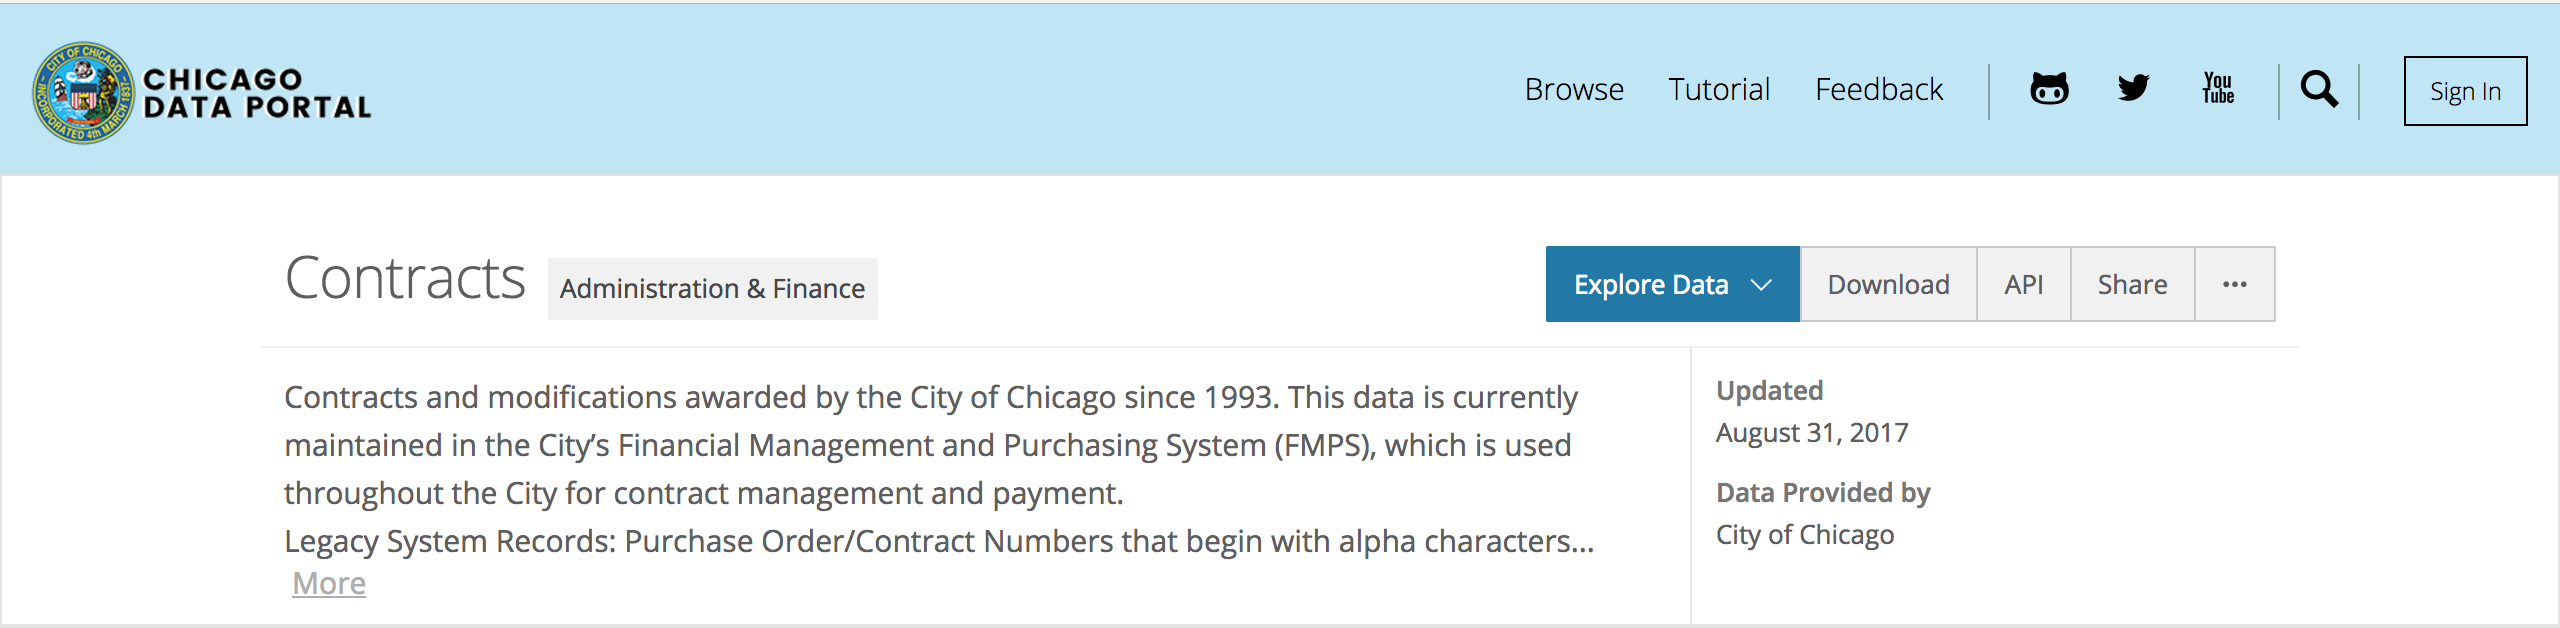 CITY OF CHICAGO
INCORPORATED 4th MARCH 1837
CHICAGO
DATA PORTAL
Browse
Tutorial
Feedback
You
Tube
Sign In
Contracts
Administration & Finance
Explore Data
Download
API
Share
Contracts and modifications awarded by the City of Chicago since 1993. This data is currently
maintained in the City’s Financial Management and Purchasing System (FMPS), which is used
throughout the City for contract management and payment.
Legacy System Records: Purchase Order/Contract Numbers that begin with alpha characters...
More
Updated
August 31, 2017
Data Provided by
City of Chicago